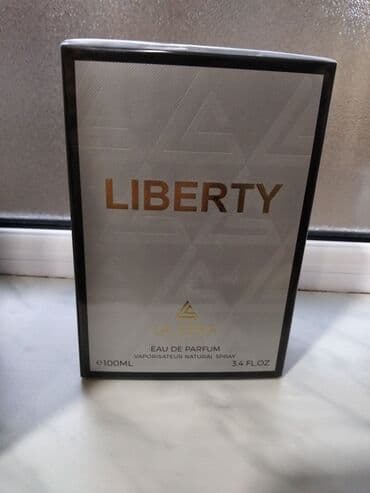 LIBERTY
EAU DE PARFUM
VAPORISATEUR NATURAL SPRAY
℮100ML 3.4 FL.OZ